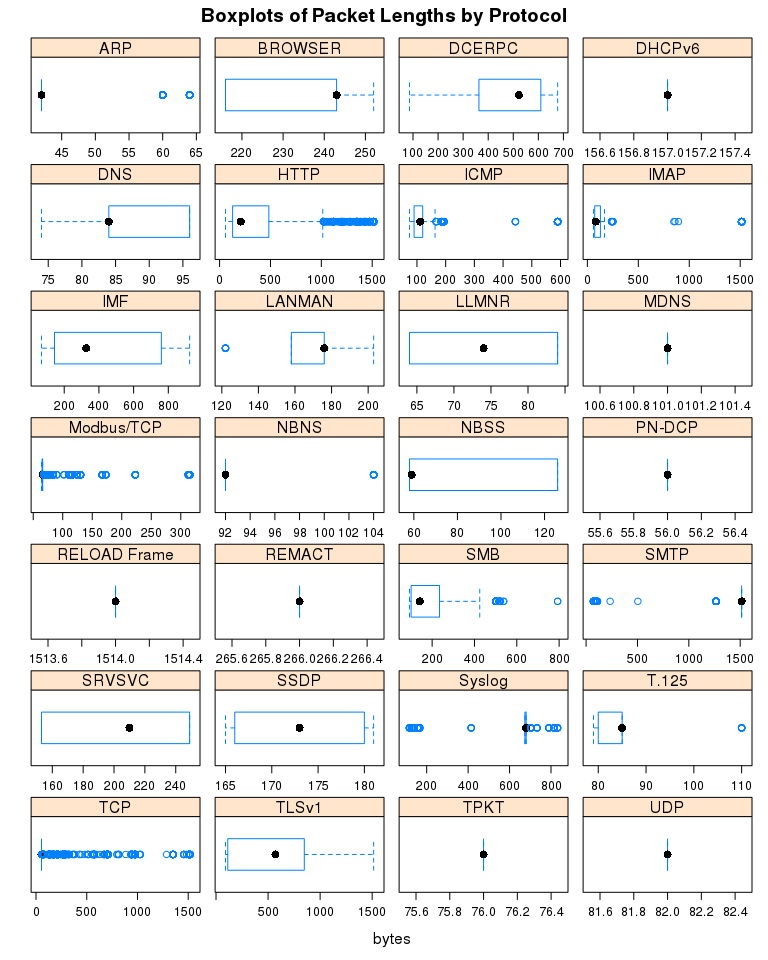 Boxplots of Packet Lengths by Protocol
ARP BROWSER DCERPC DHCPv6
45 50 55 60 65 220 230 240 250 100 200 300 400 500 600 700 156.6 156.8 157.0 157.2 157.4
DNS HTTP ICMP IMAP
75 80 85 90 95 0 500 1000 1500 100 200 300 400 500 600 0 500 1000 1500
IMF LANMAN LLMNR MDNS
200 400 600 800 120 140 160 180 200 65 70 75 80 100.6 100.8 101.0 101.2 101.4
Modbus/TCP NBNS NBSS PN-DCP
100 150 200 250 300 92 94 96 98 100 102 104 60 80 100 120 55.6 55.8 56.0 56.2 56.4
RELOAD Frame REMACT SMB SMTP
1513.6 1514.0 1514.4 265.6 265.8 266.0 266.2 266.4 200 400 600 800 500 1000 1500
SRVSVC SSDP Syslog T.125
160 180 200 220 240 165 170 175 180 200 400 600 800 80 90 100 110
TCP TLSv1 TPKT UDP
0 500 1000 1500 500 1000 1500 75.6 75.8 76.0 76.2 76.4 81.6 81.8 82.0 82.2 82.4
bytes